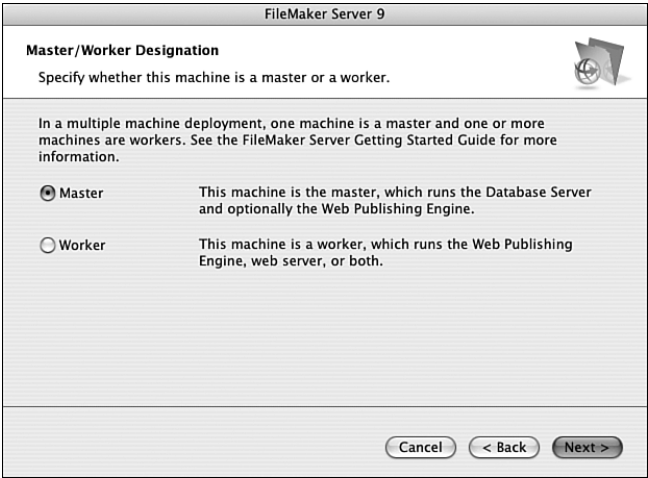 FileMaker Server 9
Master/Worker Designation
Specify whether this machine is a master or a worker.
In a multiple machine deployment, one machine is a master and one or more
machines are workers. See the FileMaker Server Getting Started Guide for more
information.
Master
This machine is the master, which runs the Database Server
and optionally the Web Publishing Engine.
Worker
This machine is a worker, which runs the Web Publishing
Engine, web server, or both.
Cancel
< Back
Next >